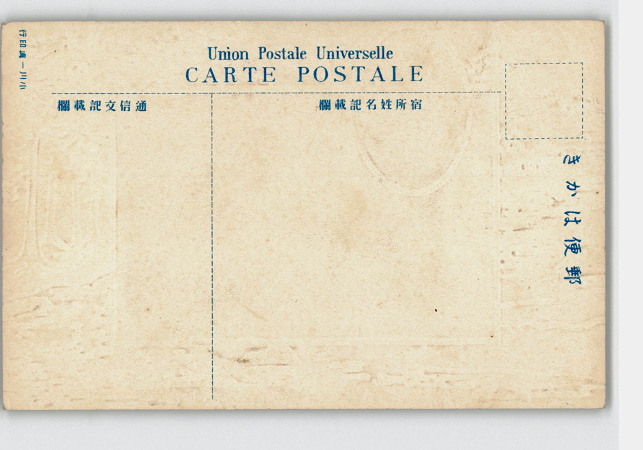 Union Postale Universelle
CARTE POSTALE
欄載記文信通
欄載記名姓所宿
きかは便郵
行印眞一川小